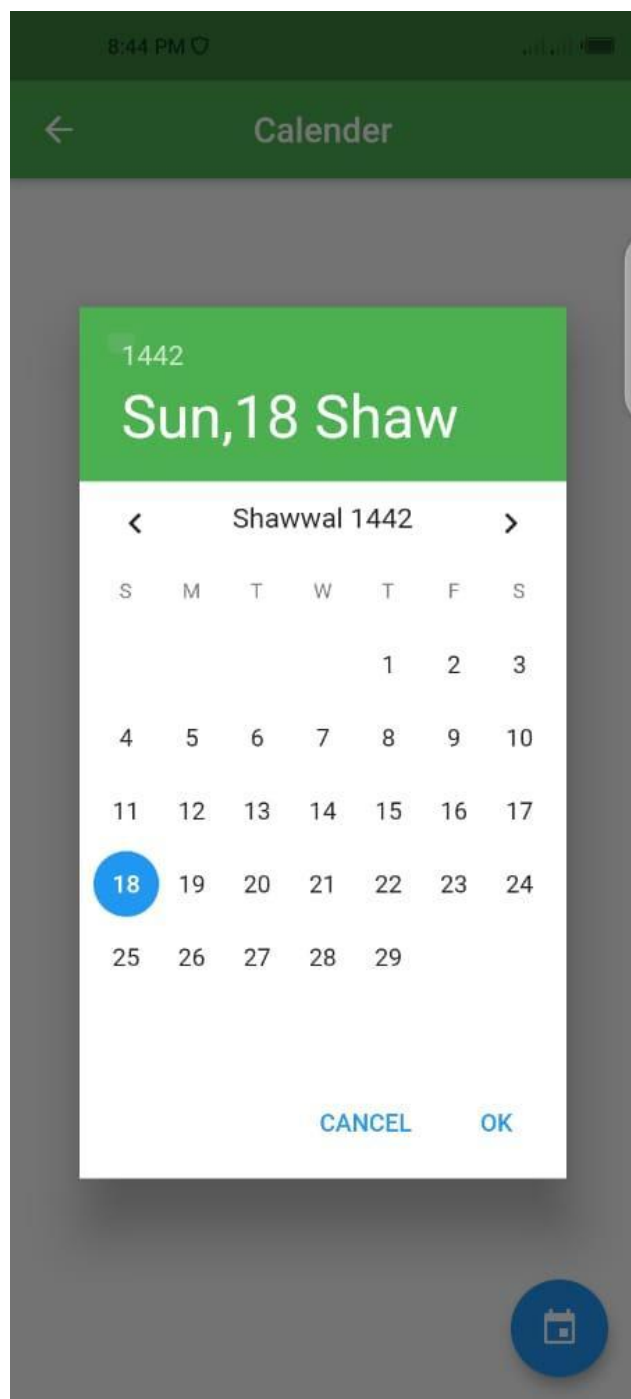 8:44 PM
Calender
1442
Sun,18 Shaw
Shawwal 1442
S M T W T F S
1 2 3
4 5 6 7 8 9 10
11 12 13 14 15 16 17
18 19 20 21 22 23 24
25 26 27 28 29
CANCEL OK